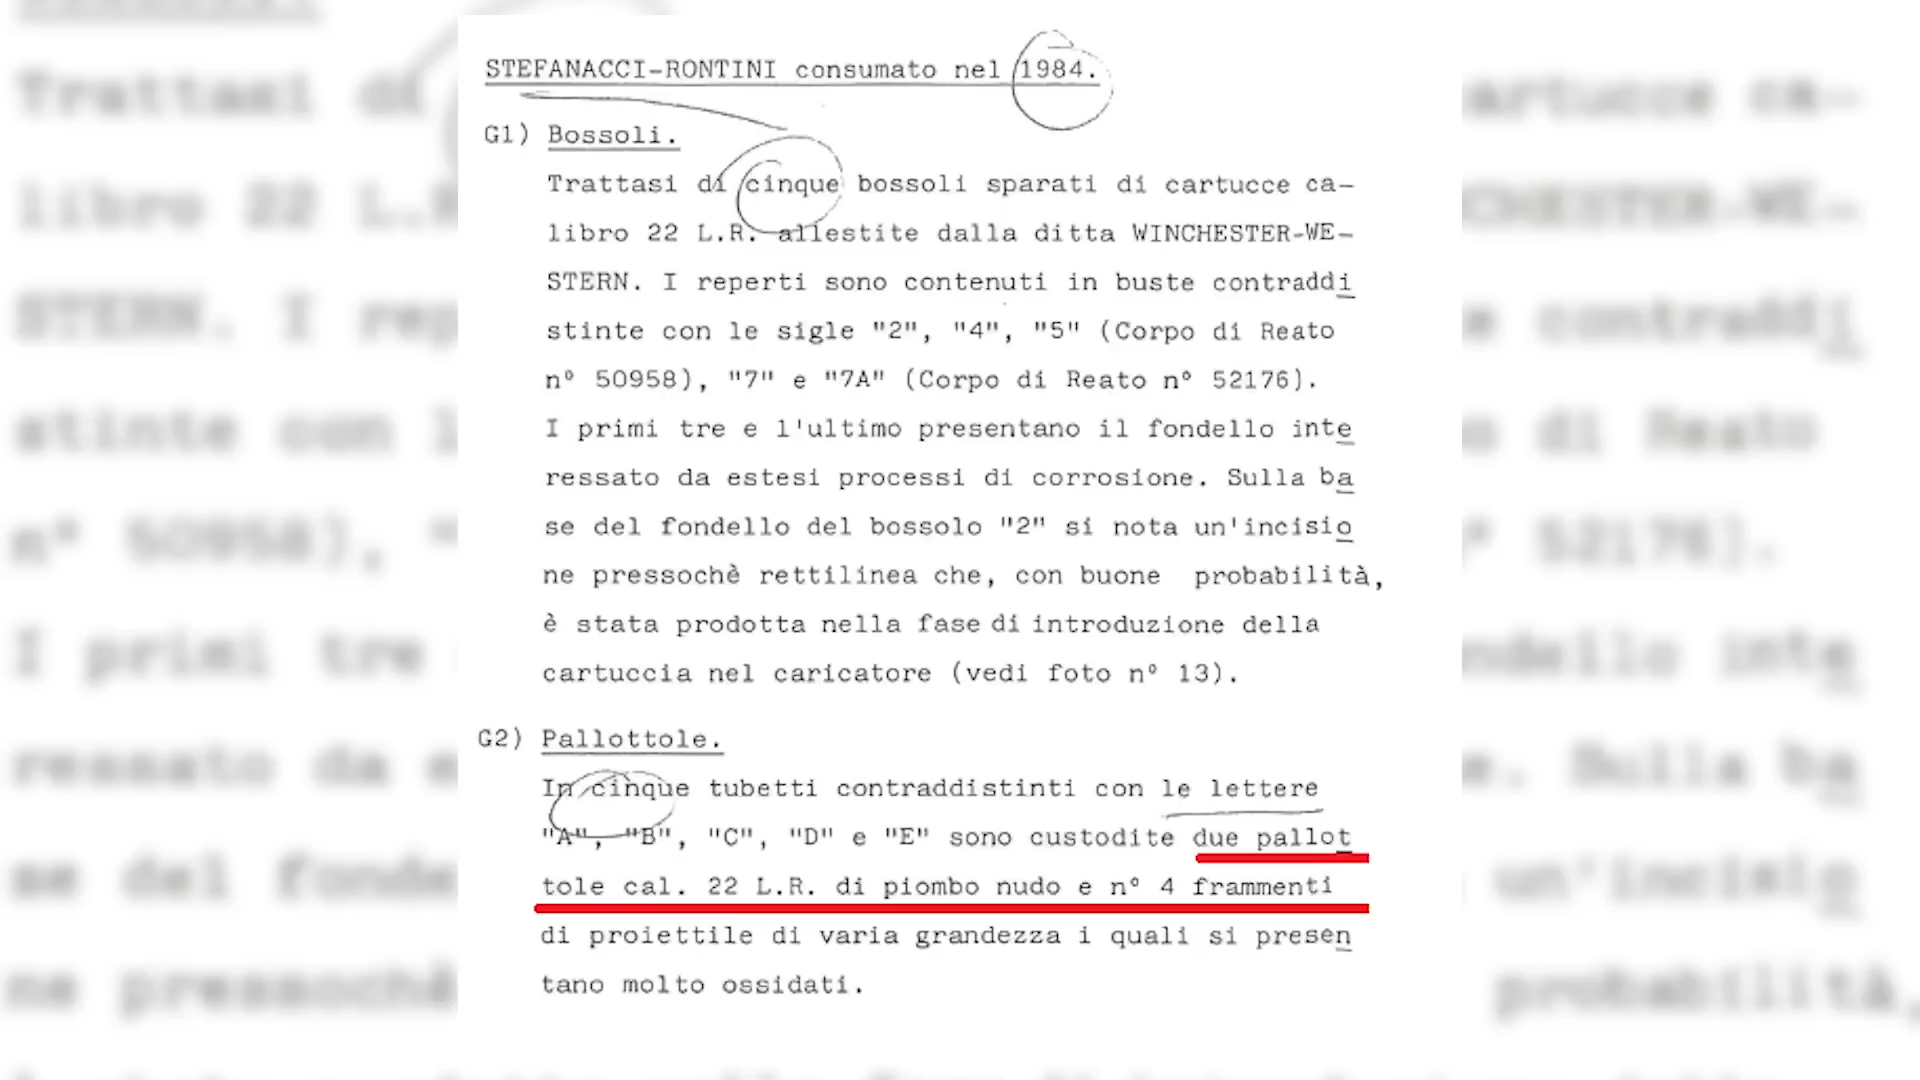 STEFANACCI-RONTINI consumato nel 1984.
G1) Bossoli.
Trattasi di cinque bossoli sparati di cartucce ca-
libro 22 L.R. allestite dalla ditta WINCHESTER-WE-
STERN. I reperti sono contenuti in buste contraddi
stinte con le sigle "2", "4", "5" (Corpo di Reato
n° 50958), "7" e "7A" (Corpo di Reato n° 52176).
I primi tre e l'ultimo presentano il fondello inte
ressato da estesi processi di corrosione. Sulla ba
se del fondello del bossolo "2" si nota un'incisio
ne pressochè rettilinea che, con buone probabilità,
è stata prodotta nella fase di introduzione della
cartuccia nel caricatore (vedi foto n° 13).
G2) Pallottole.
In cinque tubetti contraddistinti con le lettere
"A", "B", "C", "D" e "E" sono custodite due pallot
tole cal. 22 L.R. di piombo nudo e n° 4 frammenti
di proiettile di varia grandezza i quali si presen
tano molto ossidati.